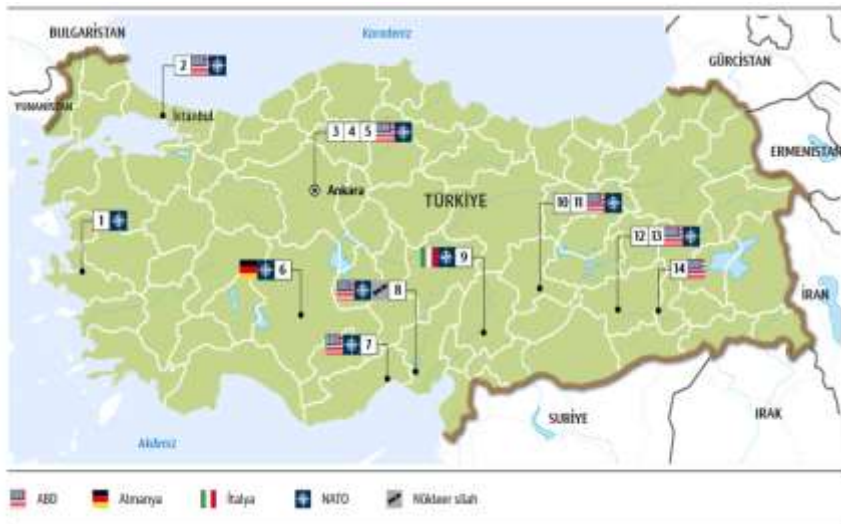 BULGARİSTAN
Karadeniz
GÜRCİSTAN
2
YUNANİSTAN
İstanbul
3 4 5
ERMENİSTAN
Ankara
TÜRKİYE
10 11
1
12 13
9
6
14
8
İRAN
7
SURİYE
IRAK
Akdeniz
ABD
Almanya
İtalya
NATO
Nükleer silah